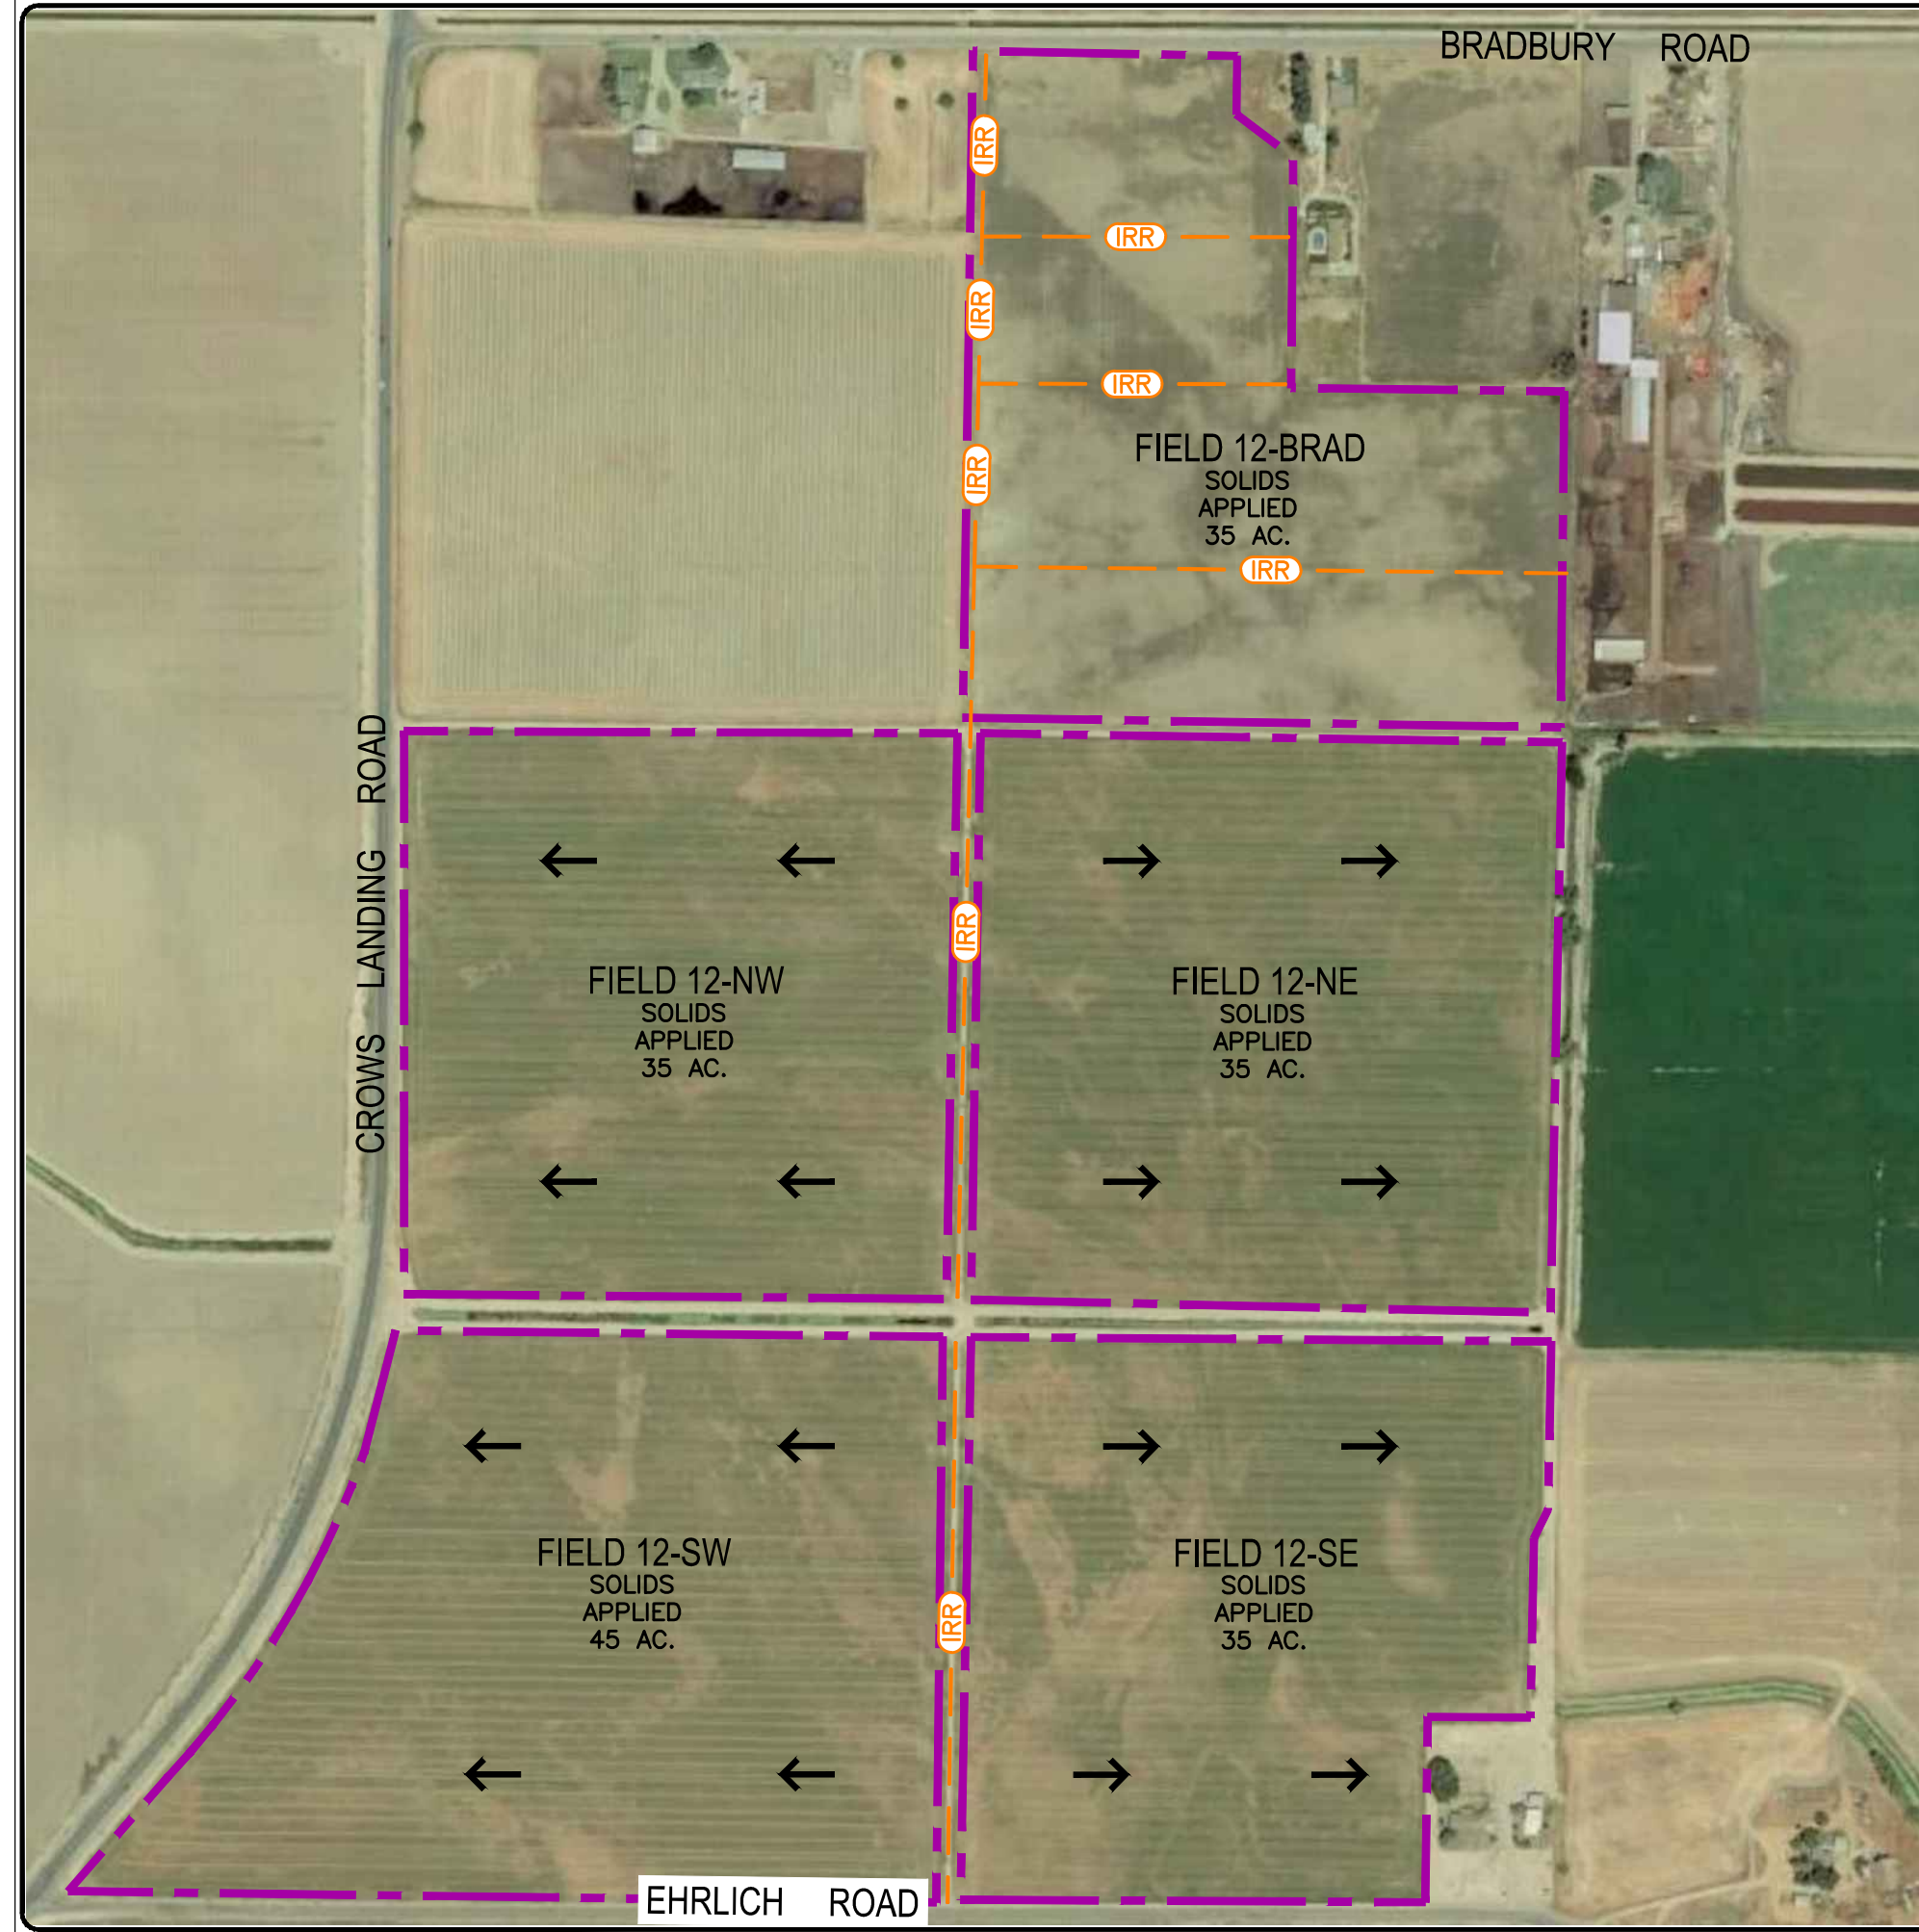 BRADBURY ROAD
IRR
IRR
IRR
IRR
FIELD 12-BRAD
SOLIDS
APPLIED
35 AC.
IRR
IRR
CROWS LANDING ROAD
IRR
FIELD 12-NW
SOLIDS
APPLIED
35 AC.
FIELD 12-NE
SOLIDS
APPLIED
35 AC.
FIELD 12-SW
SOLIDS
APPLIED
45 AC.
FIELD 12-SE
SOLIDS
APPLIED
35 AC.
IRR
EHRLICH ROAD